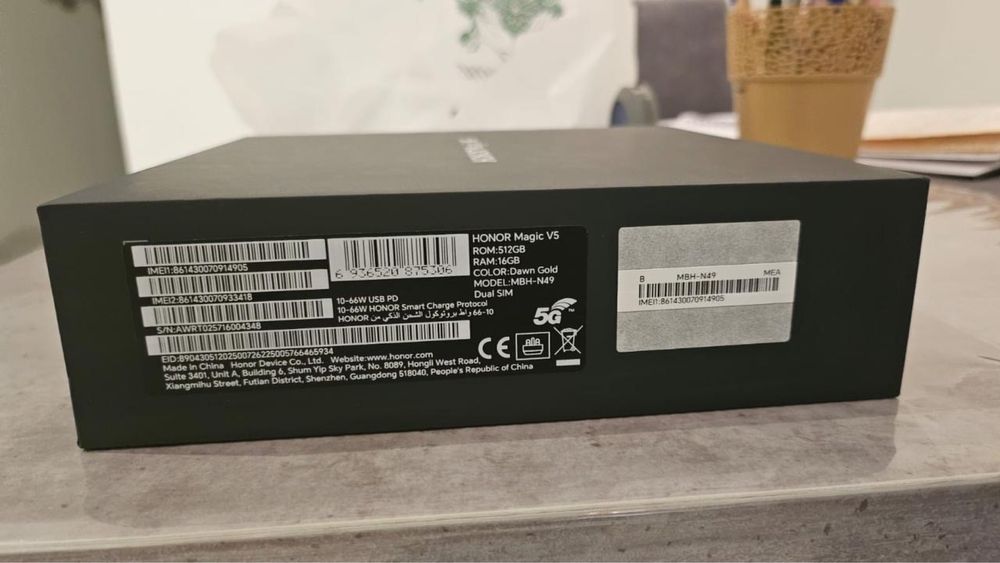 IMEI1:861430070914905
IMEI2:861430070933418
S/N:AWRT025716004348
EID:89043051202500726225005766465934
6 936520 875306
10-66W USB PD
10-66W HONOR Smart Charge Protocol
66-10 واط بروتوكول الشحن الذكي من HONOR
HONOR Magic V5
ROM:512GB
RAM:16GB
COLOR:Dawn Gold
MODEL:MBH-N49
Dual SIM
5G™
CE
Made in China Honor Device Co., Ltd. Website:www.honor.com
Suite 3401, Unit A, Building 6, Shum Yip Sky Park, No. 8089, Hongli West Road,
Xiangmihu Street, Futian District, Shenzhen, Guangdong 518040, People's Republic of China
B MBH-N49 MEA
IMEI1:861430070914905